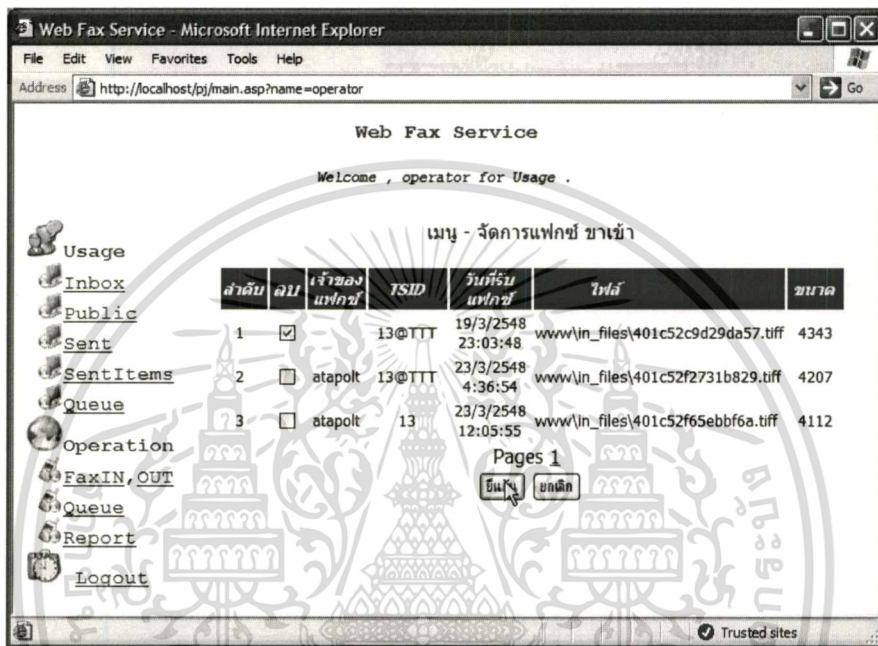 Web Fax Service - Microsoft Internet Explorer
File Edit View Favorites Tools Help
Address http://localhost/pj/main.asp?name=operator Go
Web Fax Service
Welcome , operator for Usage .
เมนู - จัดการแฟกซ์ ขาเข้า
Usage
Inbox
Public
Sent
SentItems
Queue
Operation
FaxIN,OUT
Queue
Report
Logout
ลำดับ ลบ เจ้าของแฟกซ์ TSID วันที่รับแฟกซ์ ไฟล์ ขนาด
1 13@TTT 19/3/2548 23:03:48 www\in_files\401c52c9d29da57.tiff 4343
2 atapolt 13@TTT 23/3/2548 4:36:54 www\in_files\401c52f2731b829.tiff 4207
3 atapolt 13 23/3/2548 12:05:55 www\in_files\401c52f65ebbf6a.tiff 4112
Pages 1
ยืนยัน ยกเลิก
Trusted sites